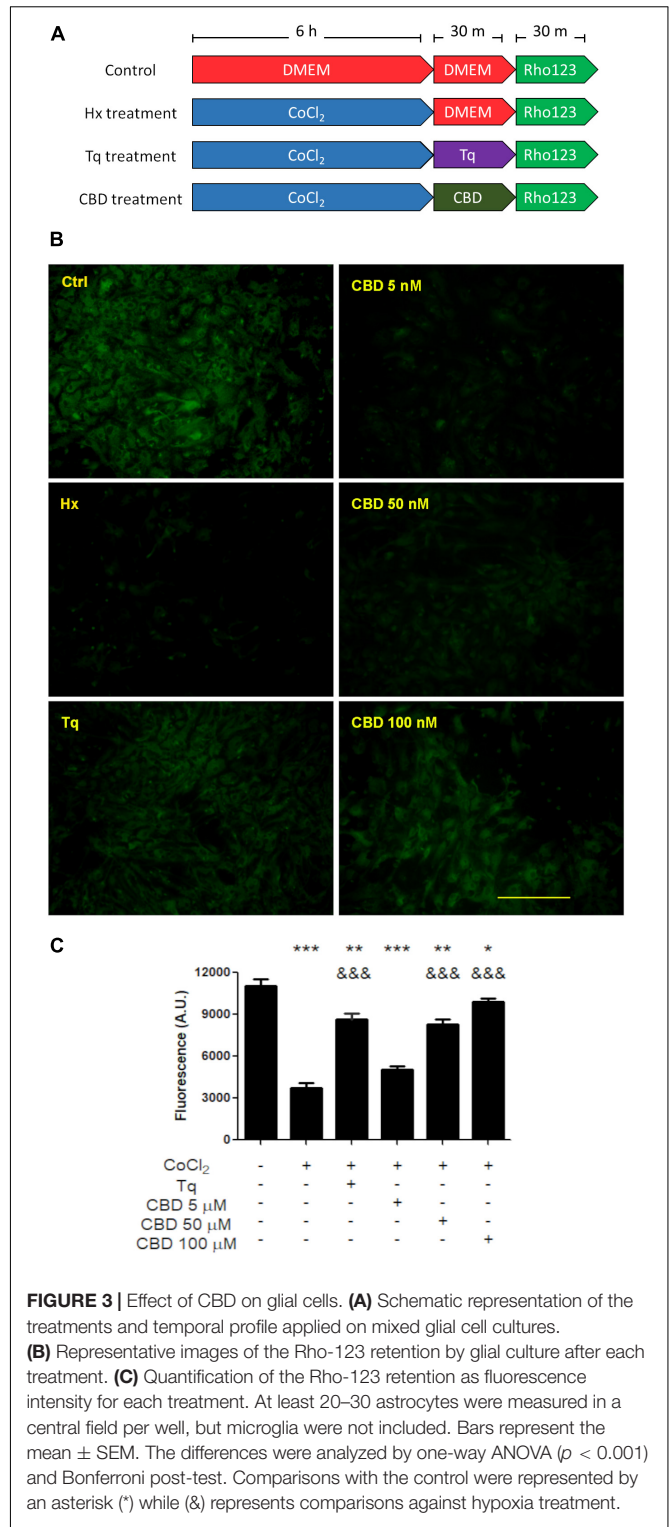 A
6 h 30 m 30 m
Control DMEM DMEM Rho123
Hx treatment CoCl₂ DMEM Rho123
Tq treatment CoCl₂ Tq Rho123
CBD treatment CoCl₂ CBD Rho123
B
Ctrl CBD 5 nM
Hx CBD 50 nM
Tq CBD 100 nM
C
*** ** *** ** *
&&& &&& &&&
12000
9000
6000
3000
0
Fluorescence (A.U.)
CoCl₂ - + + + + +
Tq - - + - - -
CBD 5 µM - - - + - -
CBD 50 µM - - - - + -
CBD 100 µM - - - - - +
FIGURE 3 | Effect of CBD on glial cells. (A) Schematic representation of the
treatments and temporal profile applied on mixed glial cell cultures.
(B) Representative images of the Rho-123 retention by glial culture after each
treatment. (C) Quantification of the Rho-123 retention as fluorescence
intensity for each treatment. At least 20–30 astrocytes were measured in a
central field per well, but microglia were not included. Bars represent the
mean ± SEM. The differences were analyzed by one-way ANOVA (p < 0.001)
and Bonferroni post-test. Comparisons with the control were represented by
an asterisk (*) while (&) represents comparisons against hypoxia treatment.